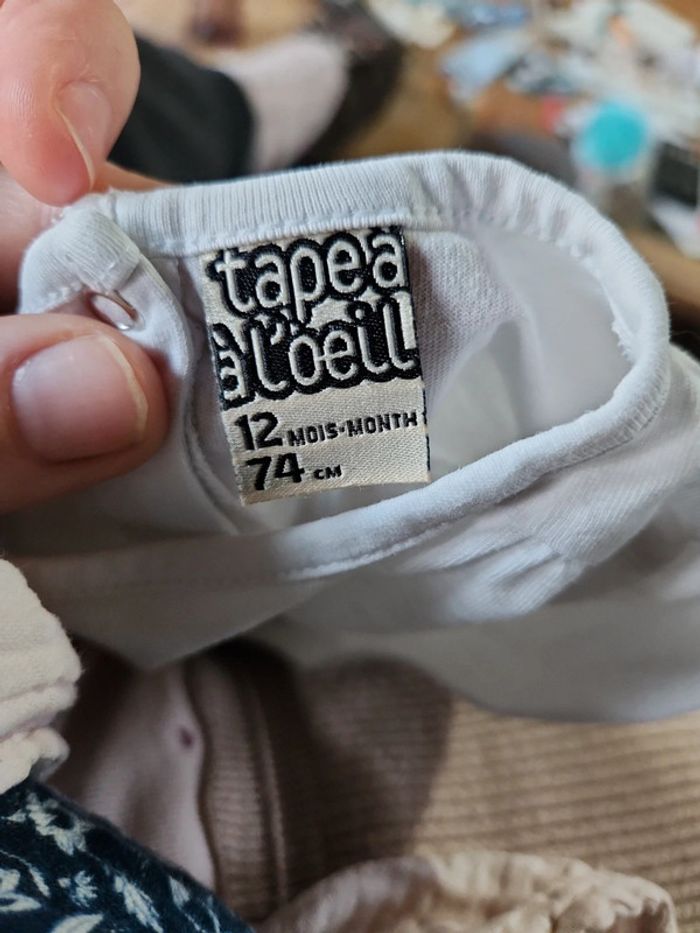 tape à
à l'oeil
12 MOIS-MONTH
74 CM